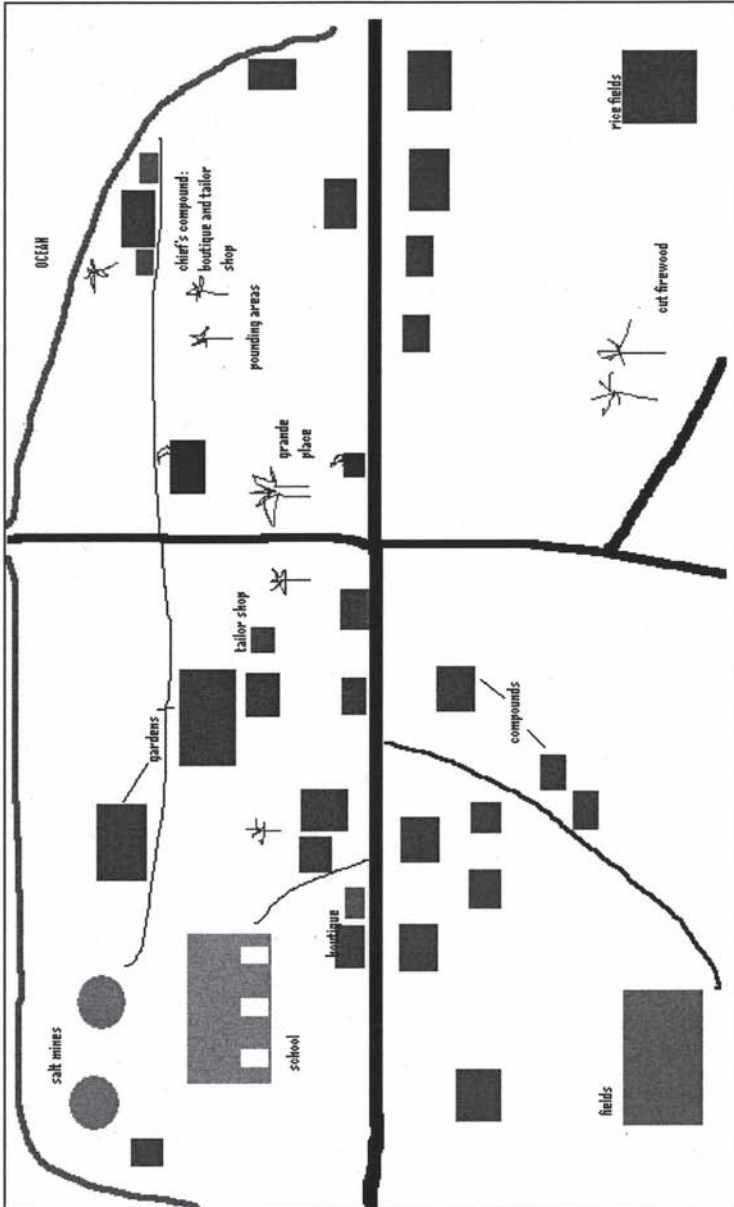 OCEAN
salt mines
gardens
chief's compound:
boutique and tailor
shop
pounding areas
tailor shop
grande
place
school
boutique
compounds
fields
rice fields
cut firewood